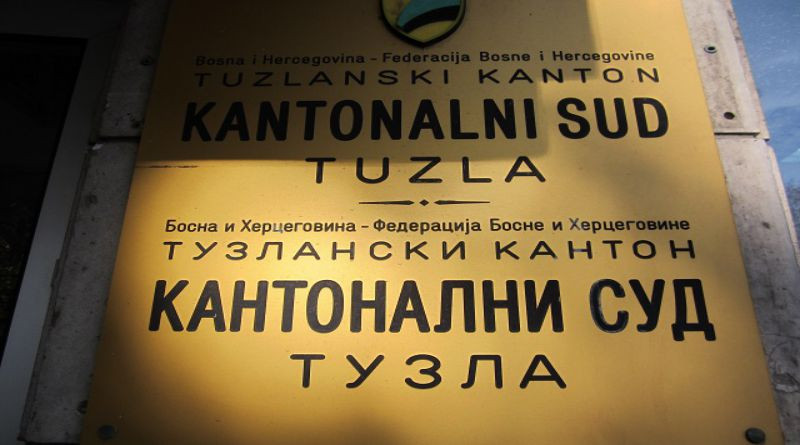 Bosna i Hercegovina – Federacija Bosne i Hercegovine
TUZLANSKI KANTON
KANTONALNI SUD
TUZLA
Босна и Херцеговина – Федерација Босне и Херцеговине
ТУЗЛАНСКИ КАНТОН
КАНТОНАЛНИ СУД
ТУЗЛА